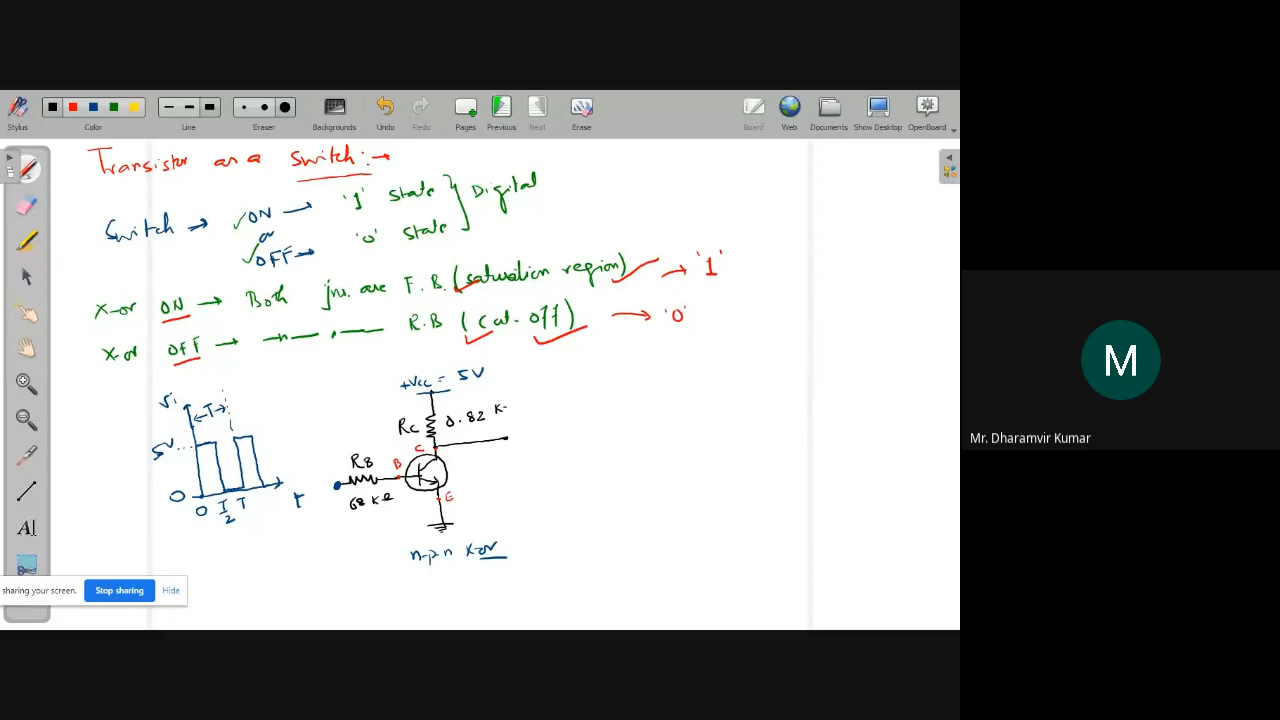 Color
Line
Eraser
Stylus
Backgrounds
Undo
Redo
Pages
Previous
Next
Erase
Board
Web
Documents
Show Desktop
OpenBoard
Transistor as a Switch:→
Switch → ✓ON → '1' State } Digital
or
✓OFF → '0' State
X-or ON → Both jn. are F.B. (saturation region) → '1'
X-or OFF → —"— , —— R.B (cut-off) → '0'
+Vcc = 5V
Rc 0.82 K
C
Vi
←T→
5V
0
0 T/2 T
t
RB
68 KΩ
B
E
n-p-n X-or
sharing your screen. Stop sharing Hide
M
Mr. Dharamvir Kumar